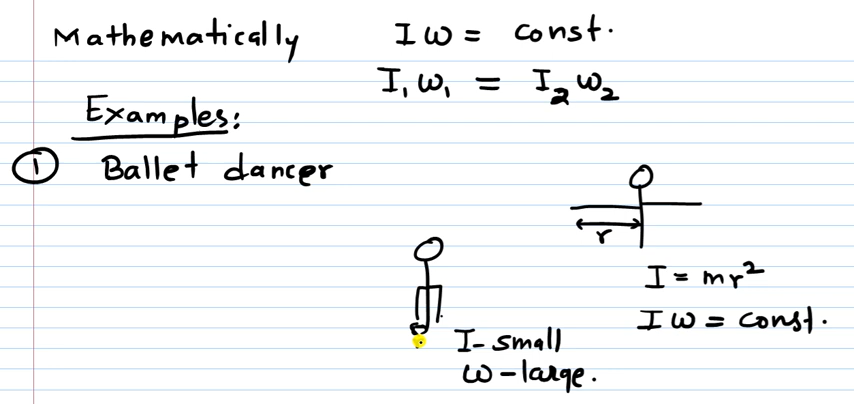 Mathematically Iω = const.
I₁ω₁ = I₂ω₂
Examples:
① Ballet dancer
r
I = mr²
Iω = const.
I-small
ω-large.